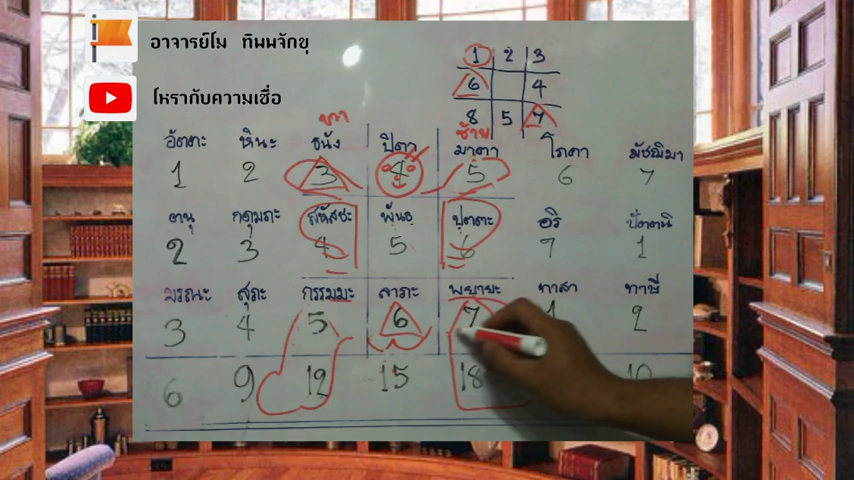 อาจารย์โม ทิพพจักขุ
โหรากับความเชื่อ
1 2 3
6 4
8 5 7
ขวา ซ้าย
อัตตะ หินะ ธนัง ปิตา มาตา โภคา มัชฌิมา
1 2 3 4 5 6 7
ตนุ กดุมภะ สหัสชะ พันธุ ปุตตะ อริ ปัตตนิ
2 3 4 5 6 7 1
มรณะ สุภะ กรรมมะ ลาภะ พยายะ ทาสา ทาษี
3 4 5 6 7 1 2
6 9 12 15 18 10